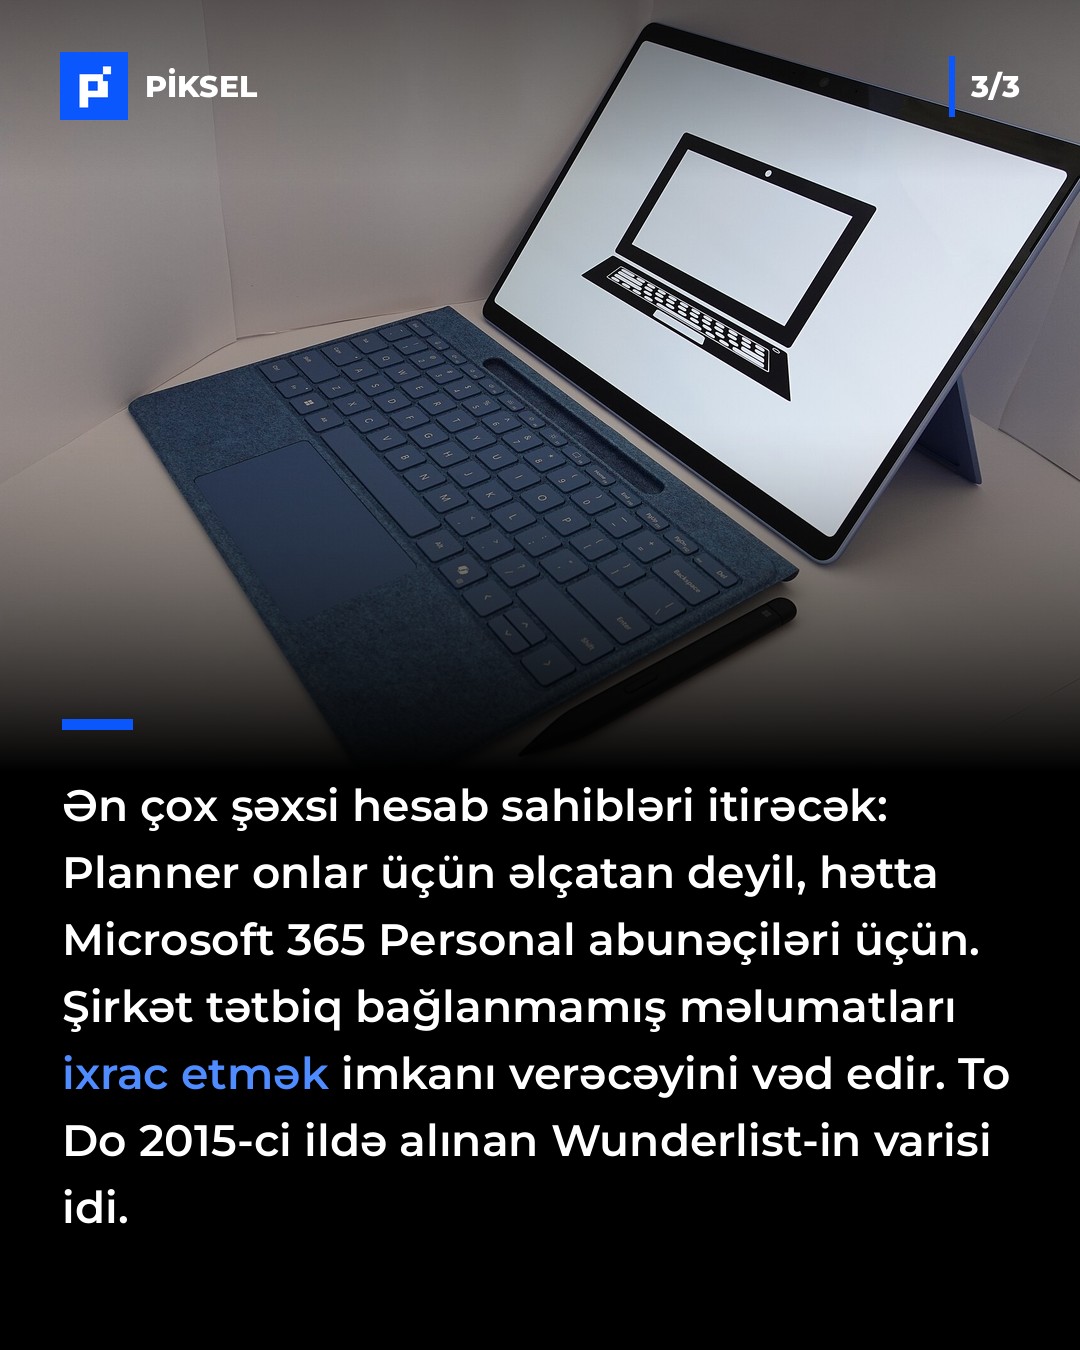 PİKSEL
3/3
Ən çox şəxsi hesab sahibləri itirəcək:
Planner onlar üçün əlçatan deyil, hətta
Microsoft 365 Personal abunəçiləri üçün.
Şirkət tətbiq bağlanmamış məlumatları
ixrac etmək imkanı verəcəyini vəd edir. To
Do 2015-ci ildə alınan Wunderlist-in varisi
idi.